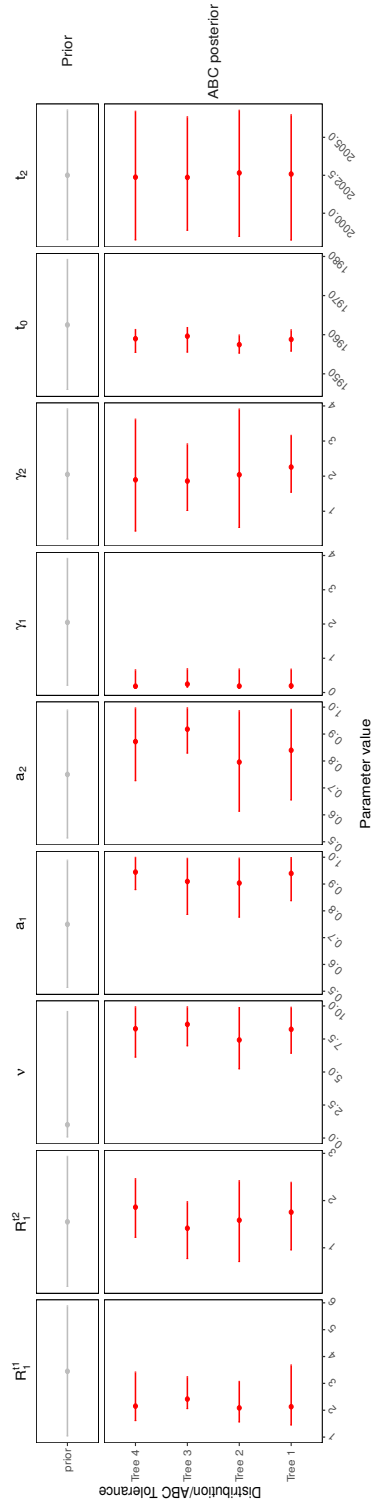 R₁ᵗ¹ R₁ᵗ² ν a₁ a₂ γ₁ γ₂ t₀ t₂
prior
Prior
Tree 4
Tree 3
Tree 2
Tree 1
ABC posterior
1 2 3 4 5 6
1 2 3
0.0 2.5 5.0 7.5 10.0
0.5 0.6 0.7 0.8 0.9 1.0
0.5 0.6 0.7 0.8 0.9 1.0
0 1 2 3 4
1 2 3 4
1950 1960 1970 1980
2000.0 2002.5 2005.0
Parameter value
Distribution/ABC Tolerance